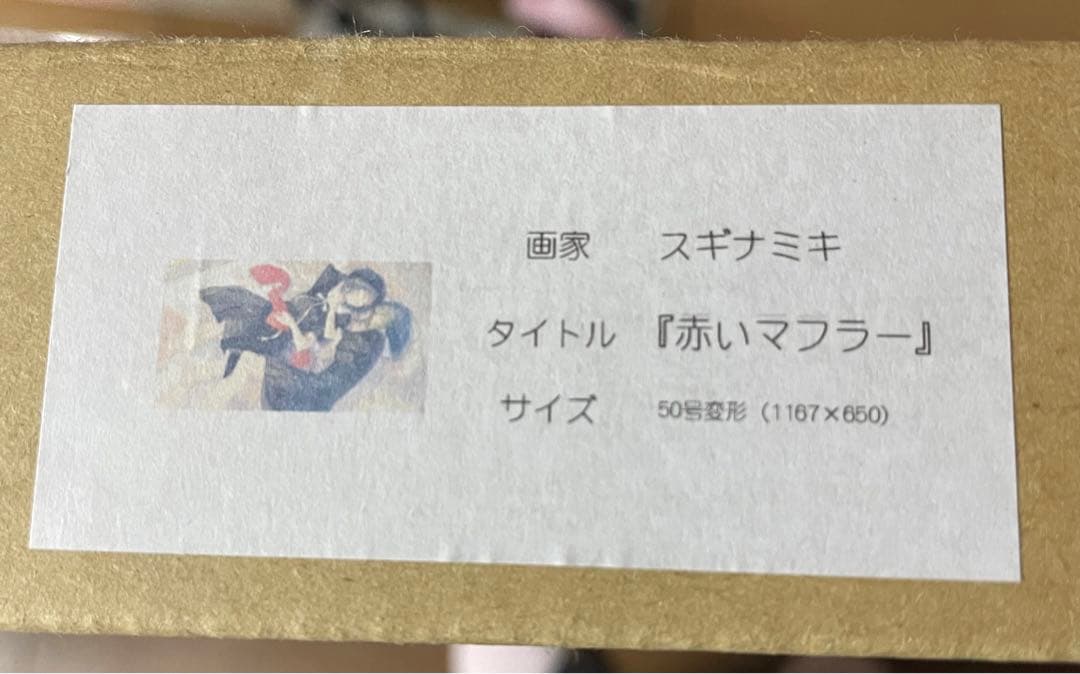 画家 スギナミキ
タイトル 『赤いマフラー』
サイズ 50号変形（1167×650）